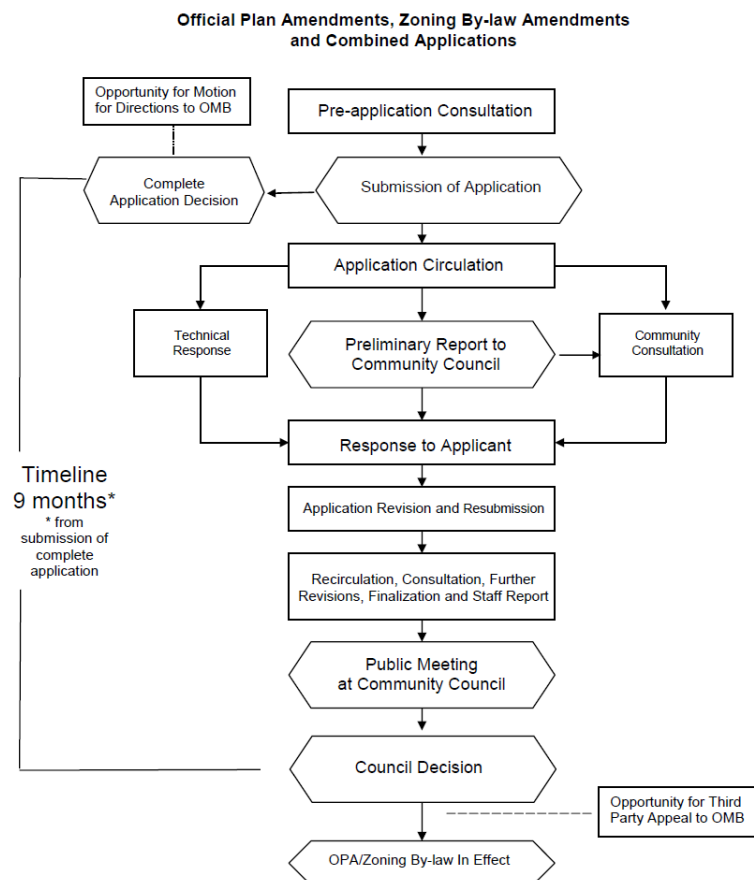 Official Plan Amendments, Zoning By-law Amendments
and Combined Applications
Opportunity for Motion
for Directions to OMB
Pre-application Consultation
Complete
Application Decision
Submission of Application
Application Circulation
Technical
Response
Preliminary Report to
Community Council
Community
Consultation
Response to Applicant
Timeline
9 months*
* from
submission of
complete
application
Application Revision and Resubmission
Recirculation, Consultation, Further
Revisions, Finalization and Staff Report
Public Meeting
at Community Council
Council Decision
Opportunity for Third
Party Appeal to OMB
OPA/Zoning By-law In Effect